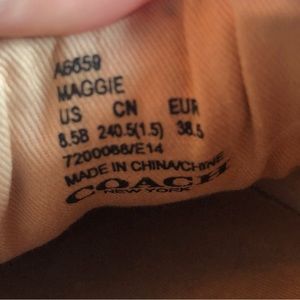 A6659
MAGGIE
US CN EUR
8.5B 240.5(1.5) 38.5
7200066/E14
MADE IN CHINA/CHINE
COACH
NEW YORK